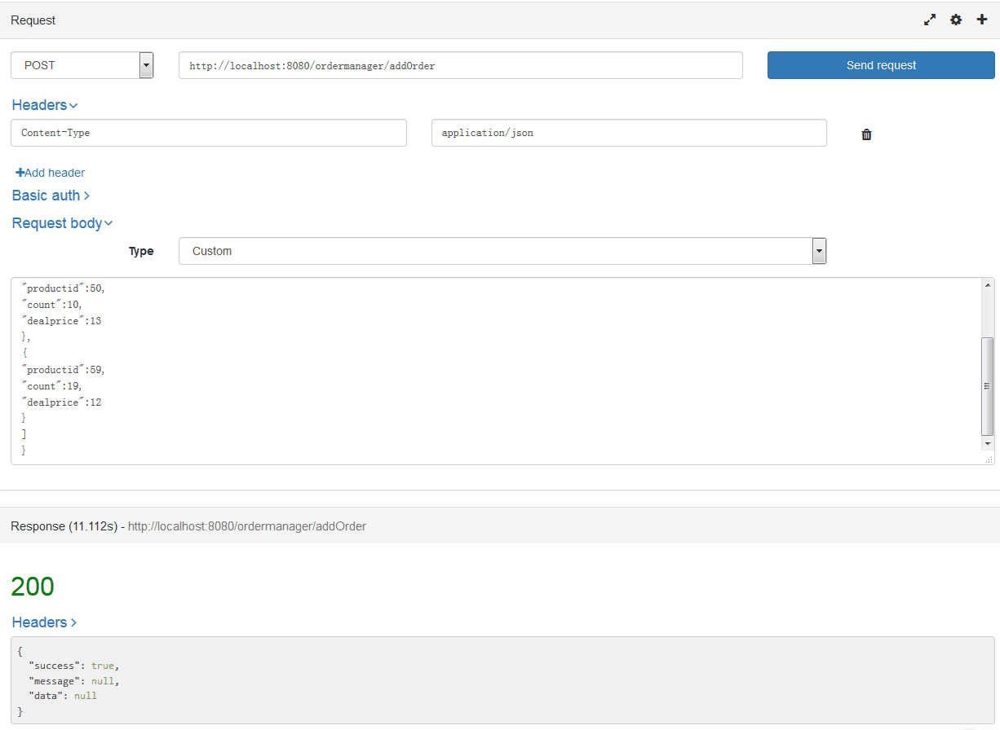 Request
POST http://localhost:8080/ordermanager/addOrder Send request
Headers
Content-Type application/json
Add header
Basic auth
Request body
Type Custom
"productid":50,
"count":10,
"dealprice":13
},
{
"productid":59,
"count":19,
"dealprice":12
}
]
}
Response (11.112s) - http://localhost:8080/ordermanager/addOrder
200
Headers
{
"success": true,
"message": null,
"data": null
}